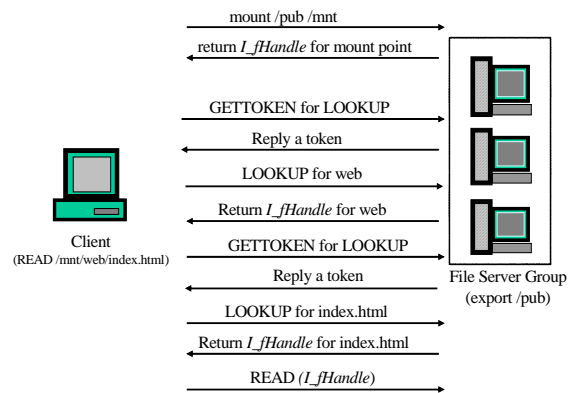 mount /pub /mnt
return I_fHandle for mount point
GETTOKEN for LOOKUP
Reply a token
LOOKUP for web
Return I_fHandle for web
GETTOKEN for LOOKUP
Reply a token
LOOKUP for index.html
Return I_fHandle for index.html
READ (I_fHandle)
Client
(READ /mnt/web/index.html)
File Server Group
(export /pub)